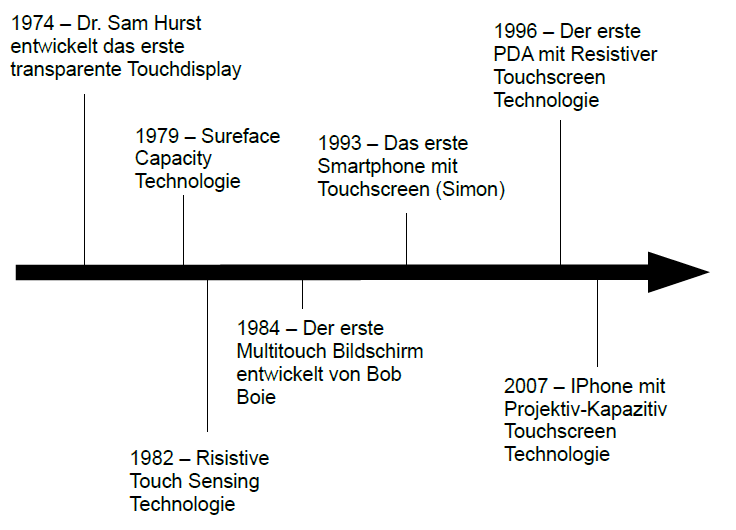 1974 – Dr. Sam Hurst
entwickelt das erste
transparente Touchdisplay
1979 – Sureface
Capacity
Technologie
1982 – Risistive
Touch Sensing
Technologie
1984 – Der erste
Multitouch Bildschirm
entwickelt von Bob
Boie
1993 – Das erste
Smartphone mit
Touchscreen (Simon)
1996 – Der erste
PDA mit Resistiver
Touchscreen
Technologie
2007 – IPhone mit
Projektiv-Kapazitiv
Touchscreen
Technologie